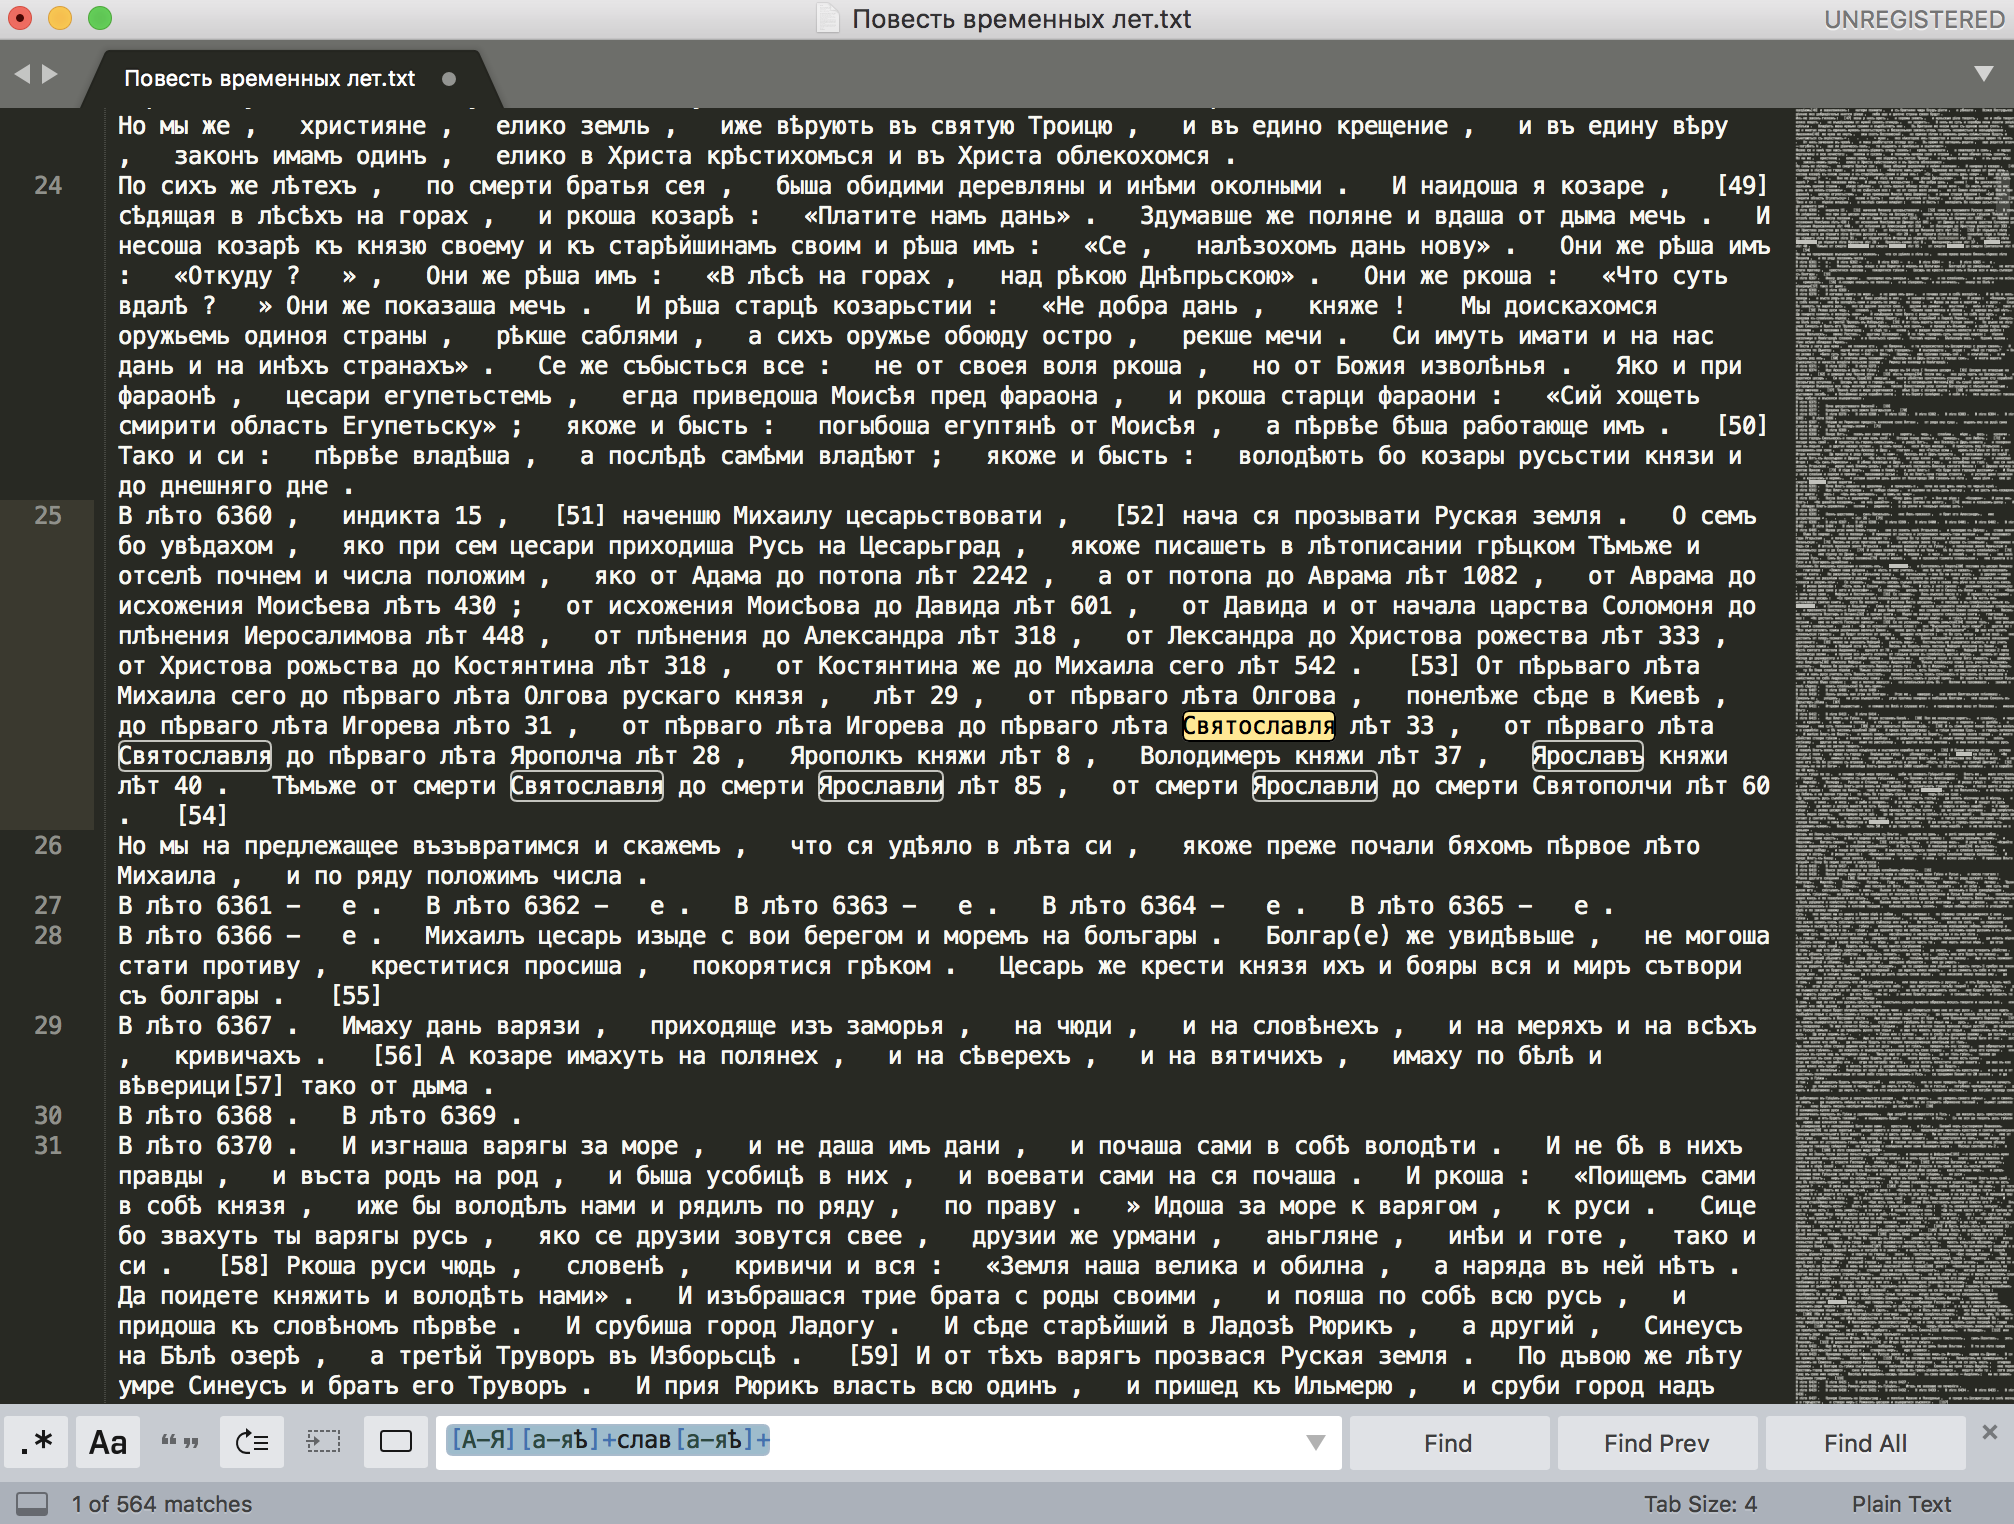 Повесть временных лет.txt
UNREGISTERED
Повесть временных лет.txt
Но мы же ,   християне ,   елико земль ,   иже вѣрують въ святую Троицю ,   и въ едино крещение ,   и въ едину вѣру
,   законъ имамъ одинъ ,   елико в Христа крѣстихомъся и въ Христа облекохомся .
24 По сихъ же лѣтехъ ,   по смерти братья сея ,   быша обидими деревляны и инѣми околными .   И наидоша я козаре ,   [49]
сѣдящая в лѣсѣхъ на горах ,   и ркоша козарѣ :   «Платите намъ дань» .   Здумавше же поляне и вдаша от дыма мечь .   И
несоша козарѣ къ князю своему и къ старѣйшинамъ своим и рѣша имъ :   «Се ,   налѣзохомъ дань нову» .   Они же рѣша имъ
:   «Откуду ?   » ,   Они же рѣша имъ :   «В лѣсѣ на горах ,   над рѣкою Днѣпрьскою» .   Они же ркоша :   «Что суть
вдалѣ ?   » Они же показаша мечь .   И рѣша старцѣ козарьстии :   «Не добра дань ,   княже !    Мы доискахомся
оружьемь одиноя страны ,   рѣкше саблями ,   а сихъ оружье обоюду остро ,   рекше мечи .   Си имуть имати и на нас
дань и на инѣхъ странахъ» .   Се же събысться все :   не от своея воля ркоша ,   но от Божия изволѣнья .   Яко и при
фараонѣ ,   цесари егупетьстемь ,   егда приведоша Моисѣя пред фараона ,   и ркоша старци фараони :   «Сий хощеть
смирити область Егупетьску» ;   якоже и бысть :   погыбоша егуптянѣ от Моисѣя ,   а пѣрвѣе бѣша работающе имъ .   [50]
Тако и си :   пѣрвѣе владѣша ,   а послѣдѣ самѣми владѣют ;   якоже и бысть :   володѣють бо козары русьстии князи и
до днешняго дне .
25 В лѣто 6360 ,   индикта 15 ,   [51] наченшю Михаилу цесарьствовати ,   [52] нача ся прозывати Руская земля .   О семъ
бо увѣдахом ,   яко при сем цесари приходиша Русь на Цесарьград ,   якоже писашеть в лѣтописании грѣцком Тѣмьже и
отселѣ почнем и числа положим ,   яко от Адама до потопа лѣт 2242 ,   а от потопа до Аврама лѣт 1082 ,   от Аврама до
исхожения Моисѣева лѣтъ 430 ;   от исхожения Моисѣова до Давида лѣт 601 ,   от Давида и от начала царства Соломоня до
плѣнения Иеросалимова лѣт 448 ,   от плѣнения до Александра лѣт 318 ,   от Лександра до Христова рожества лѣт 333 ,
от Христова рожьства до Костянтина лѣт 318 ,   от Костянтина же до Михаила сего лѣт 542 .   [53] От пѣрьваго лѣта
Михаила сего до пѣрваго лѣта Олгова рускаго князя ,   лѣт 29 ,   от пѣрваго лѣта Олгова ,   понелѣже сѣде в Киевѣ ,
до пѣрваго лѣта Игорева лѣто 31 ,   от пѣрваго лѣта Игорева до пѣрваго лѣта Святославля лѣт 33 ,   от пѣрваго лѣта
Святославля до пѣрваго лѣта Ярополча лѣт 28 ,   Ярополкъ княжи лѣт 8 ,   Володимеръ княжи лѣт 37 ,   Ярославъ княжи
лѣт 40 .   Тѣмьже от смерти Святославля до смерти Ярославли лѣт 85 ,   от смерти Ярославли до смерти Святополчи лѣт 60
.   [54]
26 Но мы на предлежащее възъвратимся и скажемъ ,   что ся удѣяло в лѣта си ,   якоже преже почали бяхомъ пѣрвое лѣто
Михаила ,   и по ряду положимъ числа .
27 В лѣто 6361 –   е .   В лѣто 6362 –   е .   В лѣто 6363 –   е .   В лѣто 6364 –   е .   В лѣто 6365 –   е .
28 В лѣто 6366 –   е .   Михаилъ цесарь изыде с вои берегом и моремъ на болъгары .   Болгар(е) же увидѣвьше ,   не могоша
стати противу ,   креститися просиша ,   покорятися грѣком .   Цесарь же крести князя ихъ и бояры вся и миръ сътвори
съ болгары .   [55]
29 В лѣто 6367 .   Имаху дань варязи ,   приходяще изъ заморья ,   на чюди ,   и на словѣнехъ ,   и на меряхъ и на всѣхъ
,   кривичахъ .   [56] А козаре имахуть на полянех ,   и на сѣверехъ ,   и на вятичихъ ,   имаху по бѣлѣ и
вѣверици[57] тако от дыма .
30 В лѣто 6368 .   В лѣто 6369 .
31 В лѣто 6370 .   И изгнаша варягы за море ,   и не даша имъ дани ,   и почаша сами в собѣ володѣти .   И не бѣ в нихъ
правды ,   и въста родъ на род ,   и быша усобицѣ в них ,   и воевати сами на ся почаша .   И ркоша :   «Поищемъ сами
в собѣ князя ,   иже бы володѣлъ нами и рядилъ по ряду ,   по праву .   » Идоша за море к варягом ,   к руси .   Сице
бо звахуть ты варягы русь ,   яко се друзии зовутся свее ,   друзии же урмани ,   аньгляне ,   инѣи и готе ,   тако и
си .   [58] Ркоша руси чюдь ,   словенѣ ,   кривичи и вся :   «Земля наша велика и обилна ,   а наряда въ ней нѣтъ .
Да поидете княжить и володѣть нами» .   И изъбрашася трие брата с роды своими ,   и пояша по собѣ всю русь ,   и
придоша къ словѣномъ пѣрвѣе .   И срубиша город Ладогу .   И сѣде старѣйший в Ладозѣ Рюрикъ ,   а другий ,   Синеусъ
на Бѣлѣ озерѣ ,   а третѣй Труворъ въ Изборьсцѣ .   [59] И от тѣхъ варягъ прозвася Руская земля .   По дъвою же лѣту
умре Синеусъ и братъ его Труворъ .   И прия Рюрикъ власть всю одинъ ,   и пришед къ Ильмерю ,   и сруби город надъ
.* Aa “ ” [А-Я][а-яѣ]+слав[а-яѣ]+ Find Find Prev Find All
1 of 564 matches Tab Size: 4 Plain Text